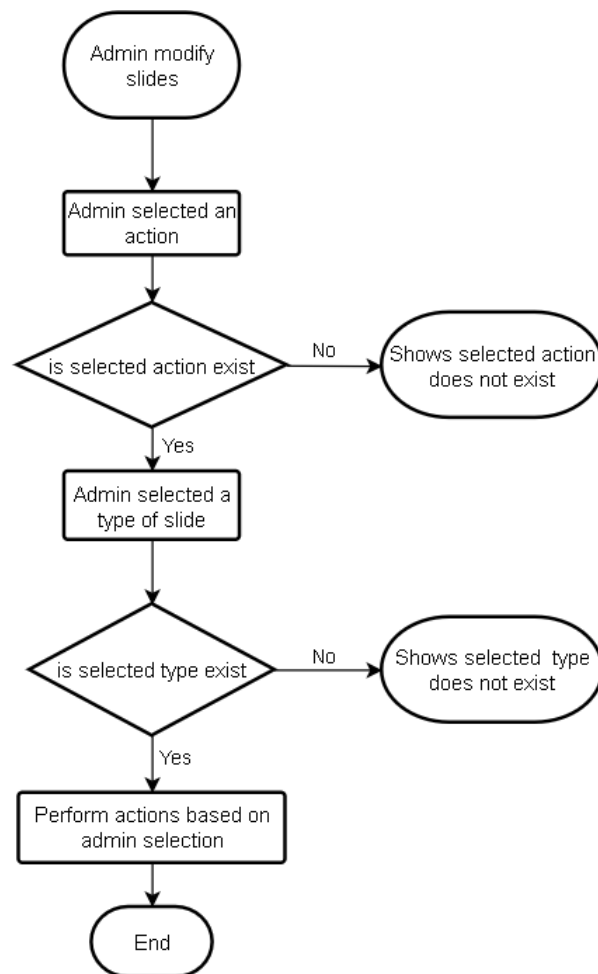 Admin modify
slides
Admin selected an
action
is selected action exist
No
Shows selected action
does not exist
Yes
Admin selected a
type of slide
is selected type exist
No
Shows selected type
does not exist
Yes
Perform actions based on
admin selection
End